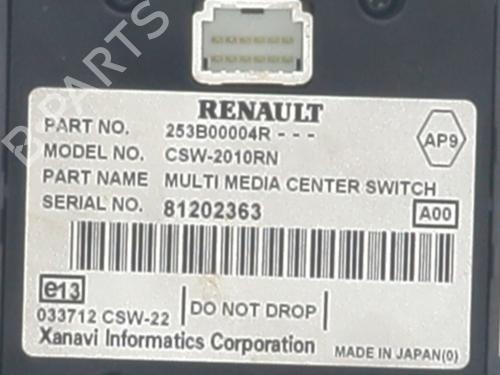 RENAULT
PART NO. 253B00004R- - -
MODEL NO. CSW-2010RN
AP9
PART NAME MULTI MEDIA CENTER SWITCH
SERIAL NO. 81202363
A00
e13
033712 CSW-22
DO NOT DROP
Xanavi Informatics Corporation
MADE IN JAPAN(0)
B-PARTS